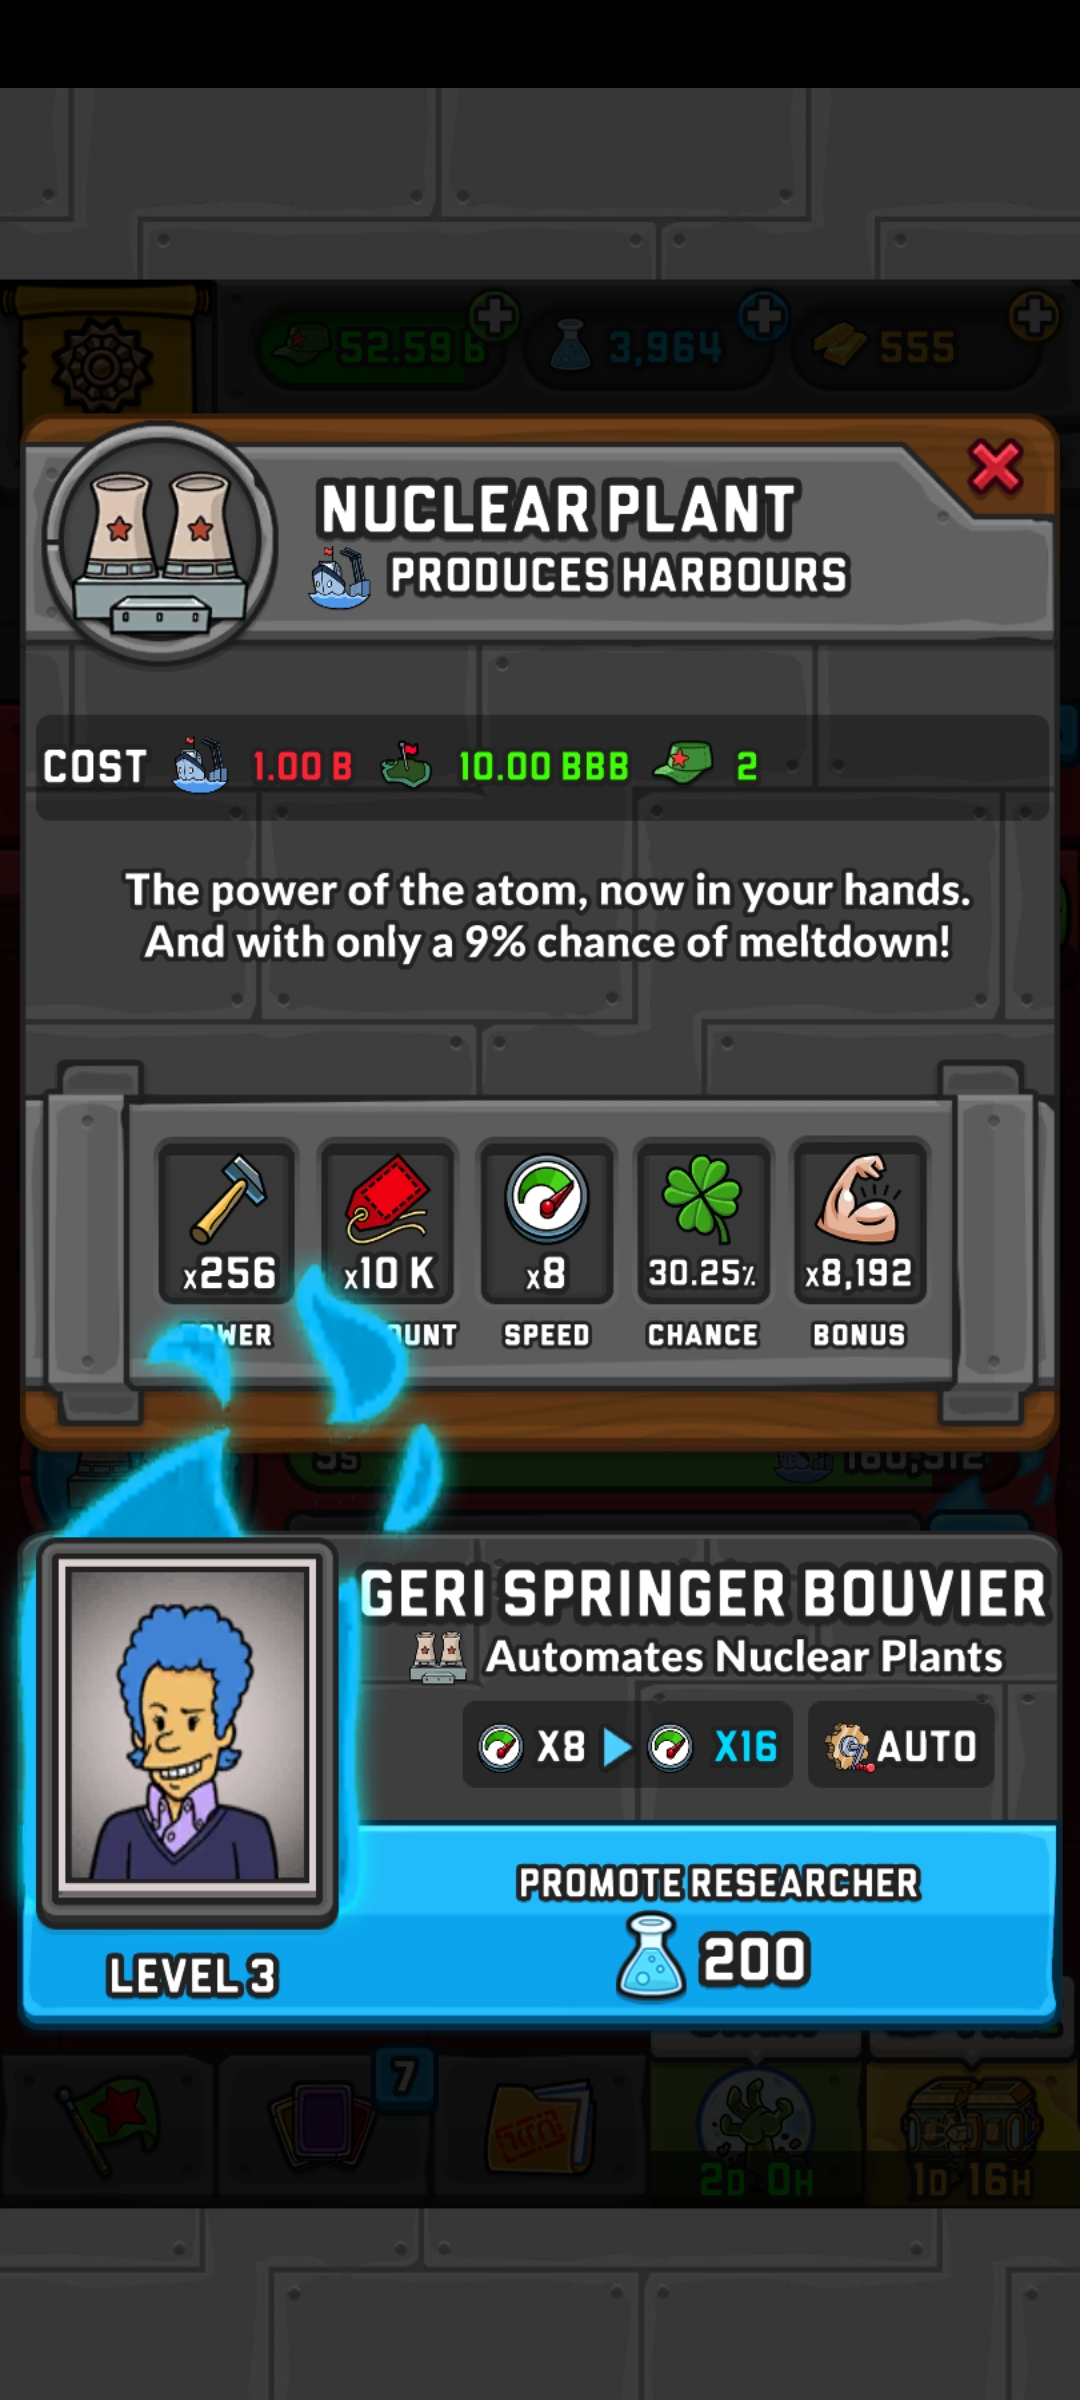 52.59 B 3,964 555
NUCLEAR PLANT
PRODUCES HARBOURS
COST 1.00 B 10.00 BBB 2
The power of the atom, now in your hands.
And with only a 9% chance of meltdown!
x256 x10 K x8 30.25% x8,192
SPEED CHANCE BONUS
5s
GERI SPRINGER BOUVIER
Automates Nuclear Plants
X8 X16 AUTO
PROMOTE RESEARCHER
200
LEVEL 3
7
2D 0H 1D 16H